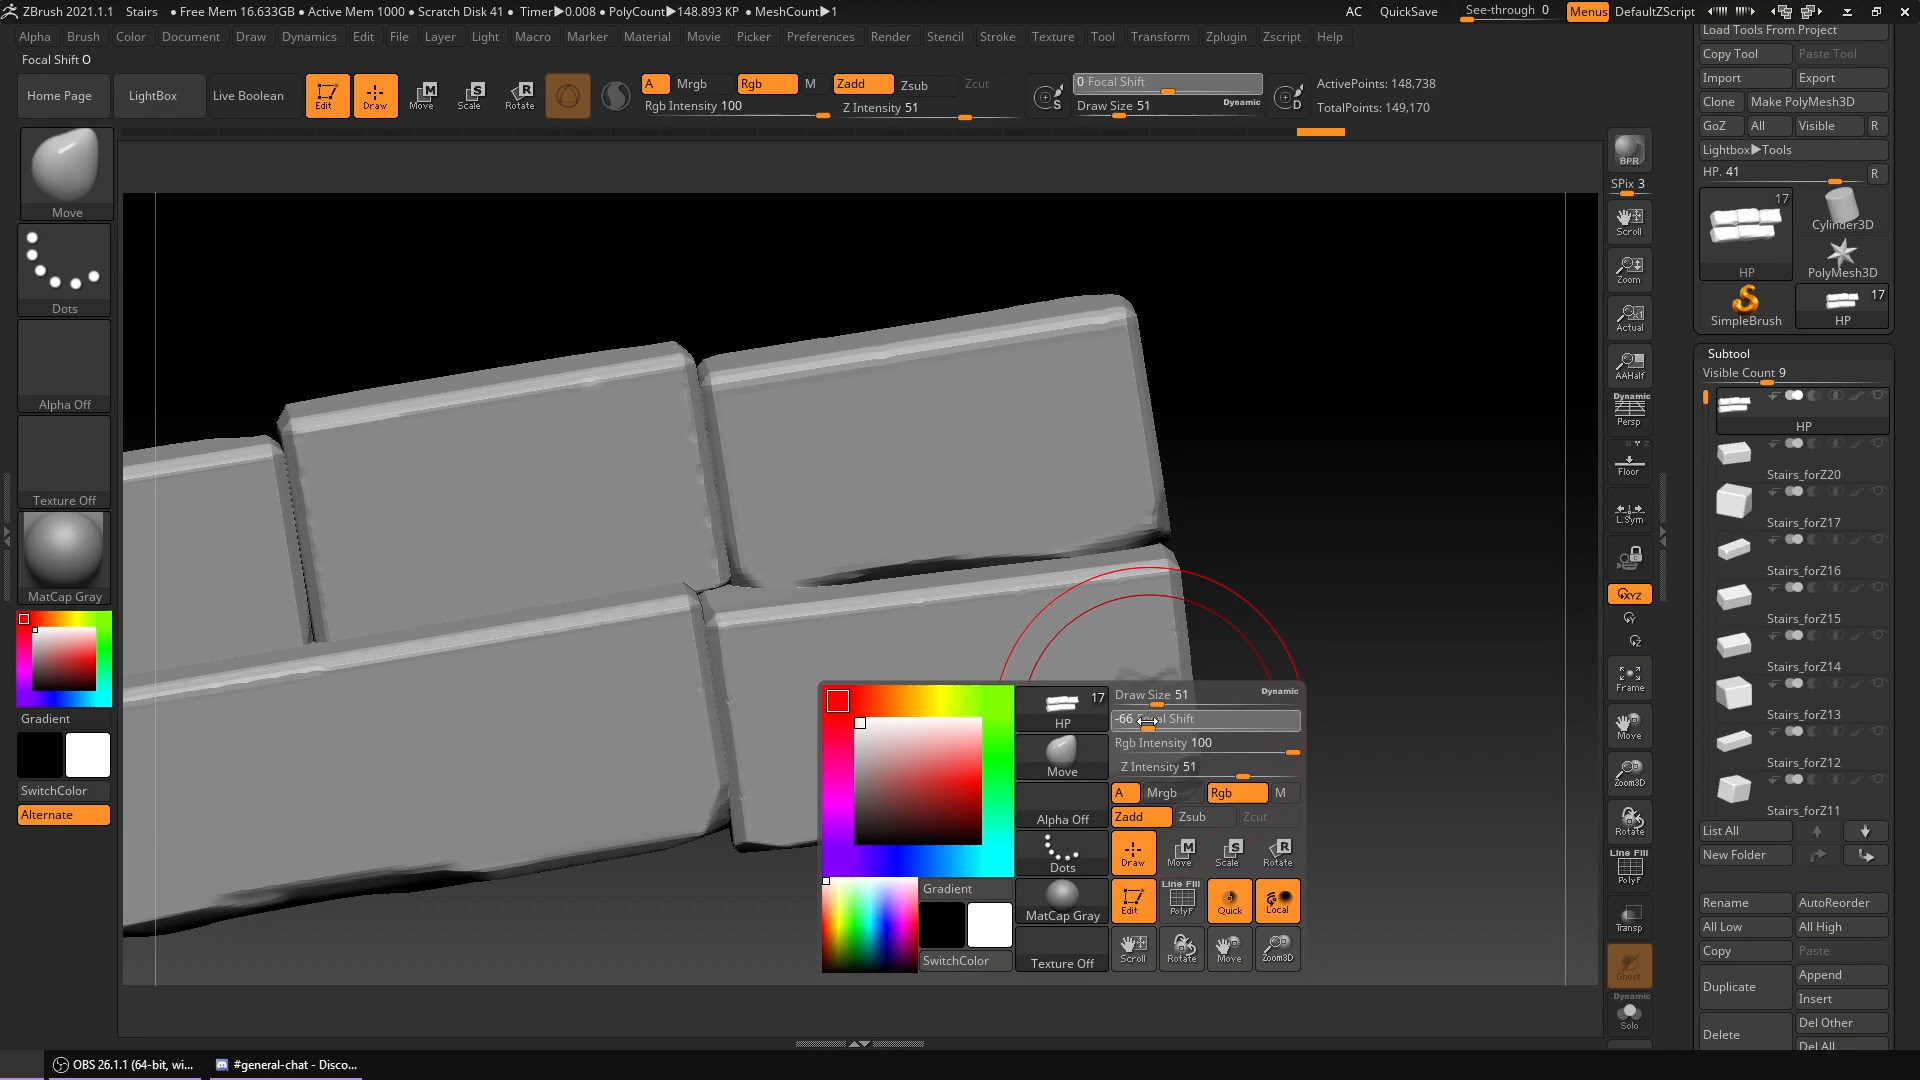 ZBrush 2021.1.1 Stairs • Free Mem 16.633GB • Active Mem 1000 • Scratch Disk 41 • Timer▶0.008 • PolyCount▶148.893 KP • MeshCount▶1 AC QuickSave See-through 0 Menus DefaultZScript
Alpha Brush Color Document Draw Dynamics Edit File Layer Light Macro Marker Material Movie Picker Preferences Render Stencil Stroke Texture Tool Transform Zplugin Zscript Help
Focal Shift 0
Home Page LightBox Live Boolean Edit Draw Move Scale Rotate
A Mrgb Rgb M Zadd Zsub Zcut
Rgb Intensity 100 Z Intensity 51
0 Focal Shift
Draw Size 51 Dynamic
ActivePoints: 148,738
TotalPoints: 149,170
Move
Dots
Alpha Off
Texture Off
MatCap Gray
Gradient
SwitchColor
Alternate
Gradient
SwitchColor
17
HP
Move
Alpha Off
Dots
MatCap Gray
Texture Off
Draw Size 51 Dynamic
-66 Focal Shift
Rgb Intensity 100
Z Intensity 51
A Mrgb Rgb M
Zadd Zsub Zcut
Draw Move Scale Rotate
Line Fill
Edit PolyF Quick Local
Scroll Rotate Move Zoom3D
BPR
SPix 3
Scroll
Zoom
Actual
AAHalf
Dynamic
Persp
Floor
L.Sym
XYZ
Frame
Move
Zoom3D
Rotate
Line Fill
PolyF
Transp
Ghost
Dynamic
Solo
Load Tools From Project
Copy Tool Paste Tool
Import Export
Clone Make PolyMesh3D
GoZ All Visible R
Lightbox▶Tools
HP. 41 R
17
HP
Cylinder3D
PolyMesh3D
SimpleBrush
17
HP
Subtool
Visible Count 9
HP
Stairs_forZ20
Stairs_forZ17
Stairs_forZ16
Stairs_forZ15
Stairs_forZ14
Stairs_forZ13
Stairs_forZ12
Stairs_forZ11
List All
New Folder
Rename AutoReorder
All Low All High
Copy Paste
Duplicate Append
Insert
Delete Del Other
Del All
OBS 26.1.1 (64-bit, wi... #general-chat - Disco...